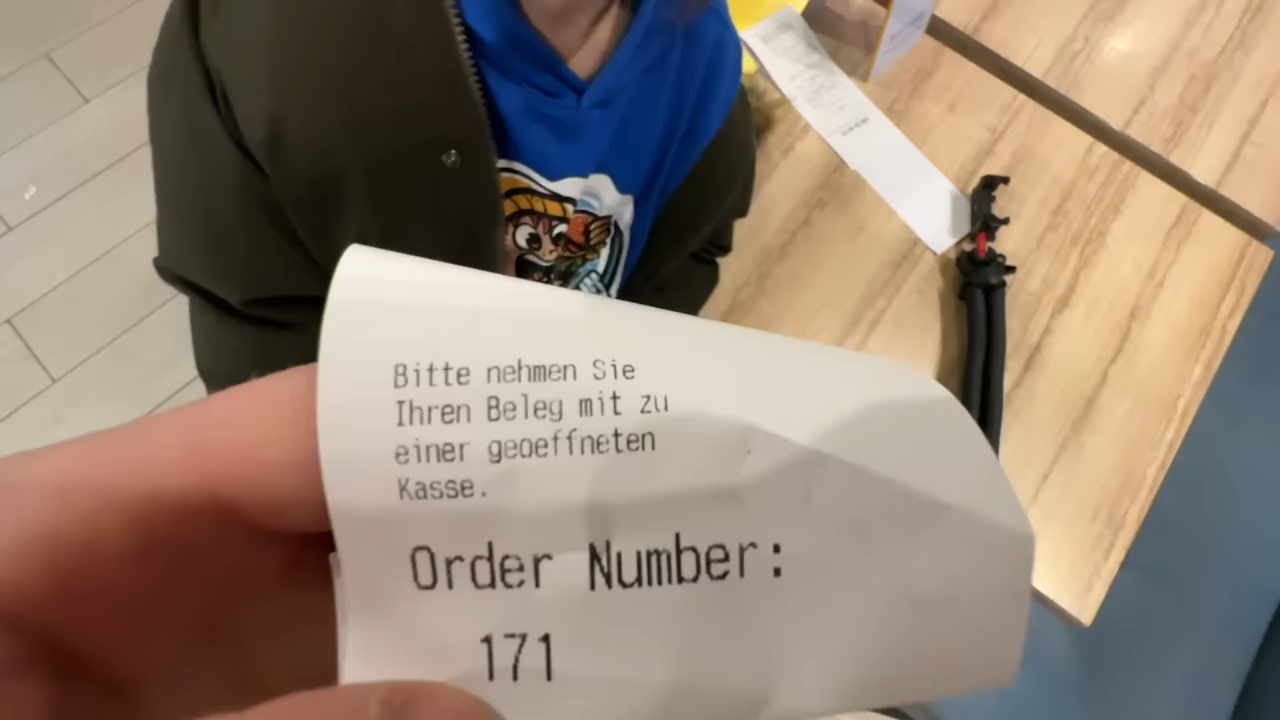 Bitte nehmen Sie
Ihren Beleg mit zu
einer geoeffneten
Kasse.
Order Number:
171